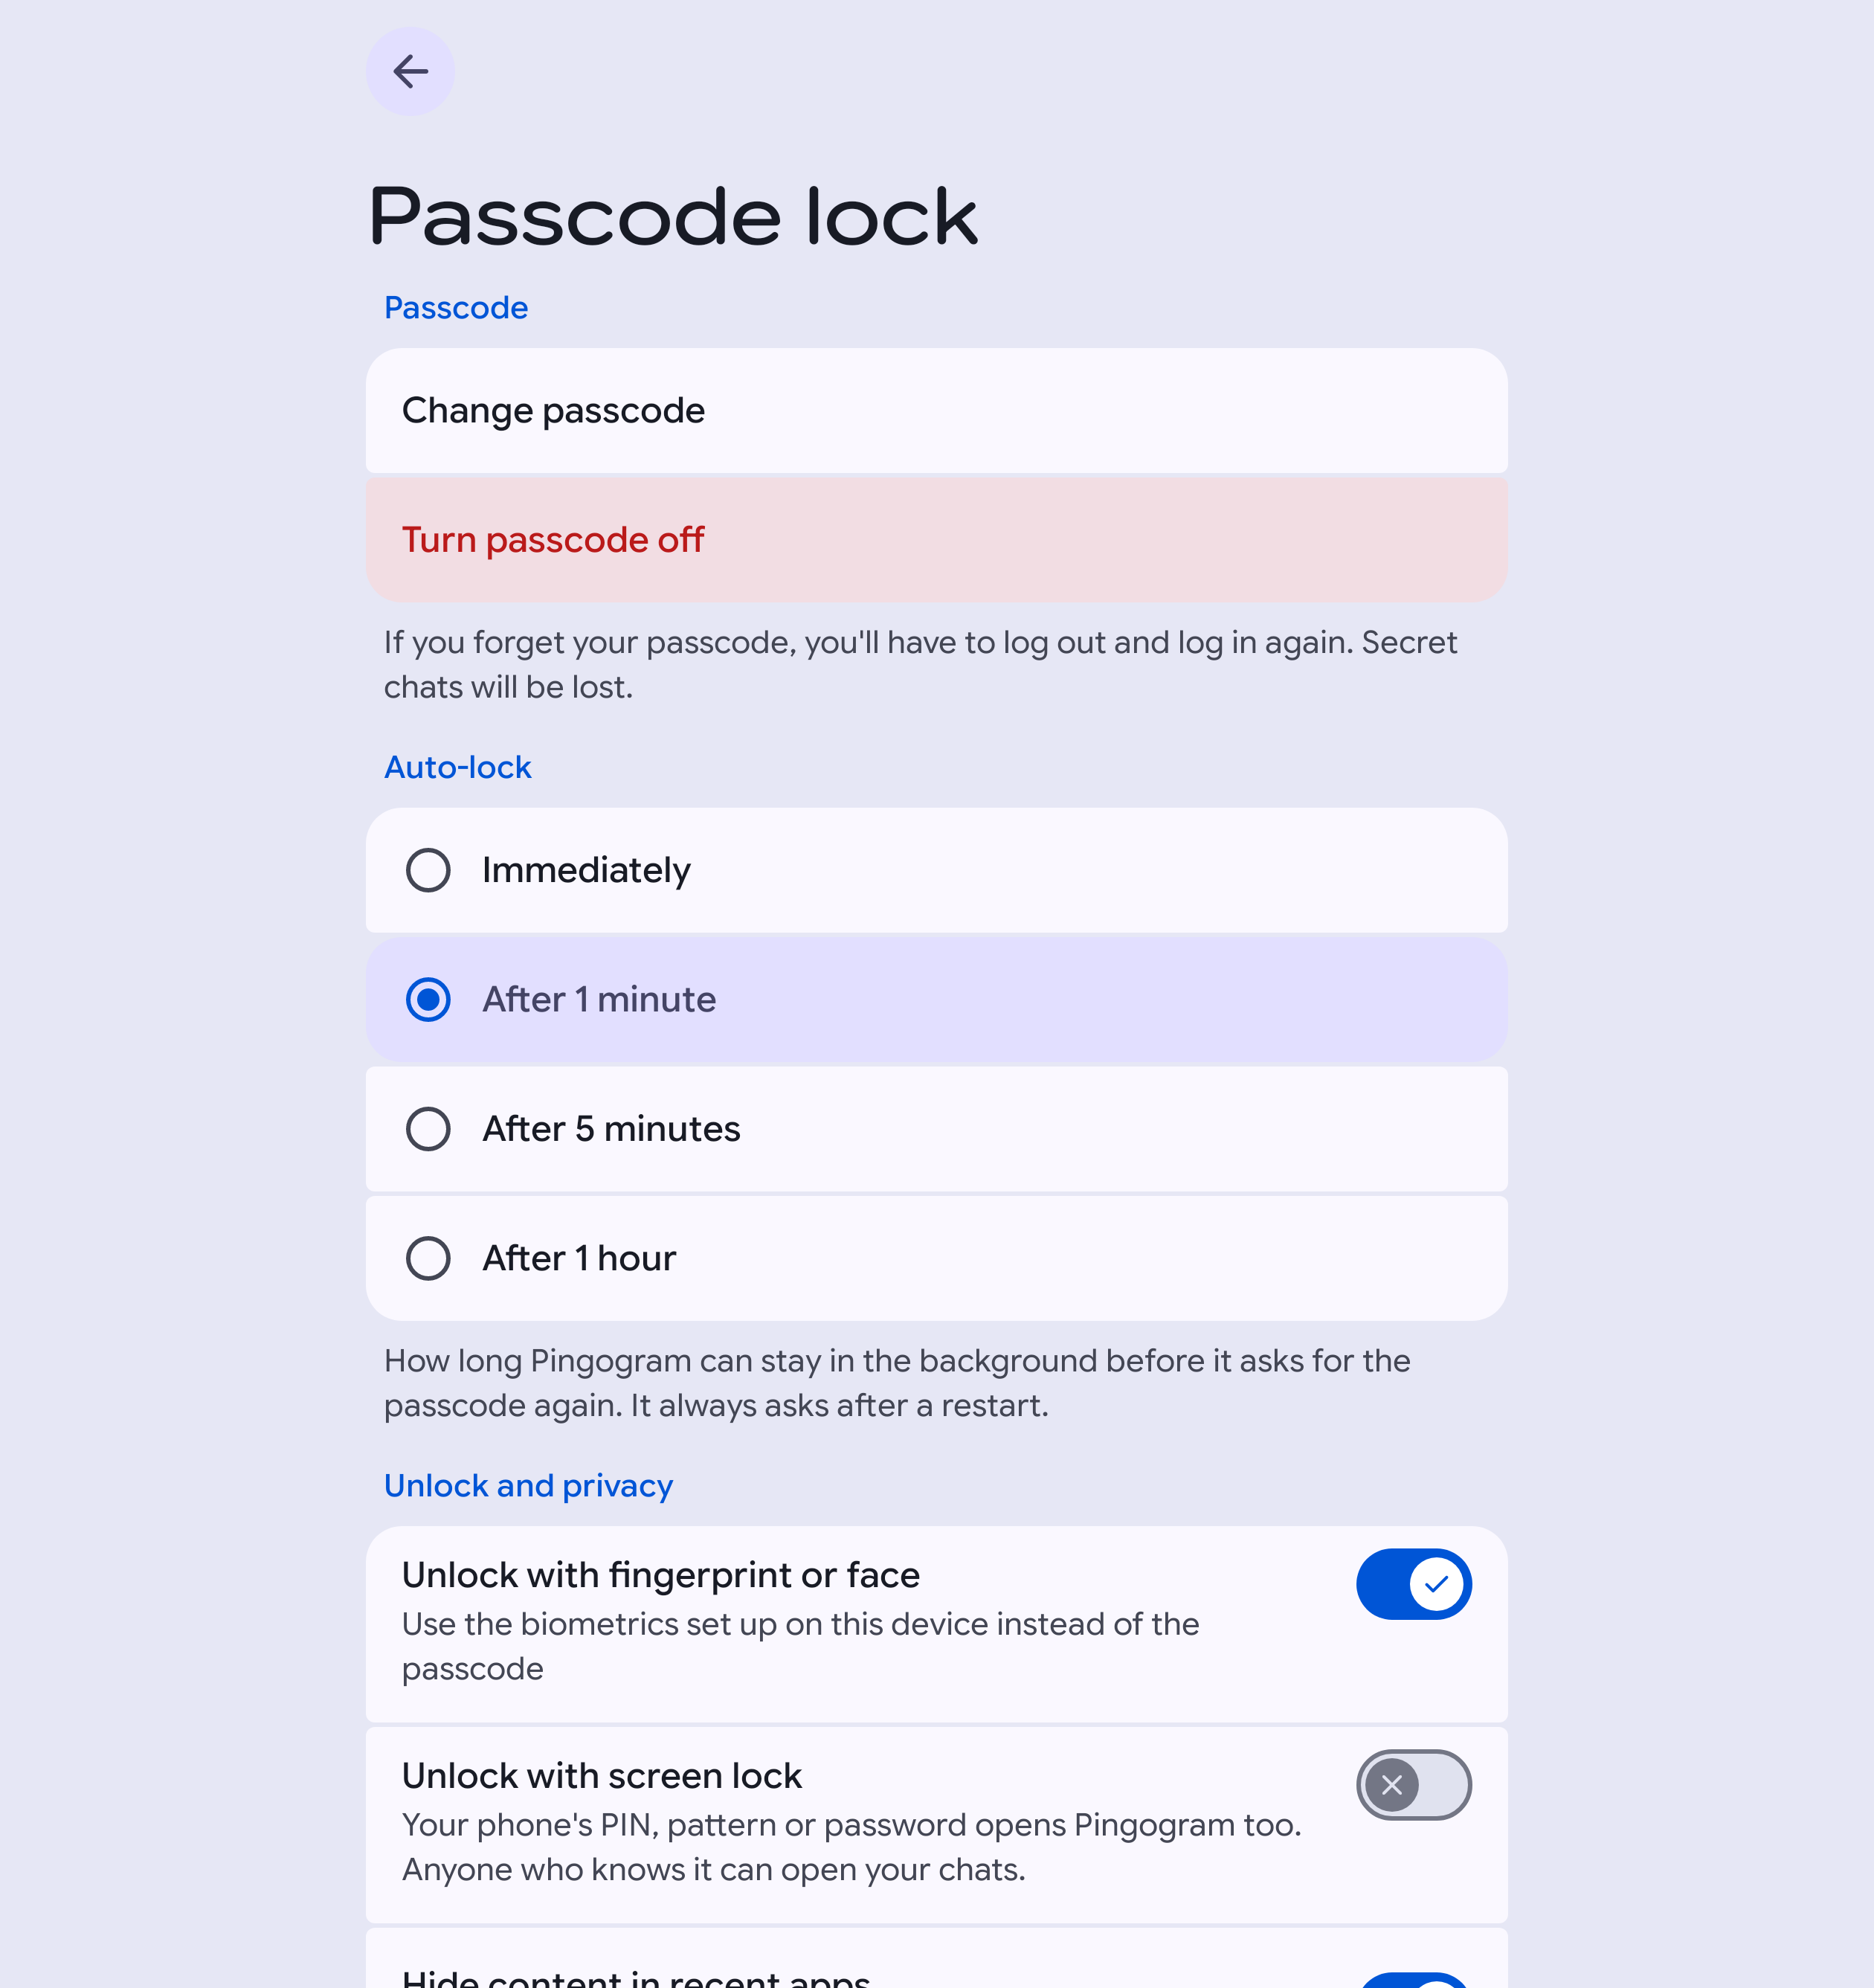 Passcode lock
Passcode
Change passcode
Turn passcode off
If you forget your passcode, you'll have to log out and log in again. Secret
chats will be lost.
Auto-lock
Immediately
After 1 minute
After 5 minutes
After 1 hour
How long Pingogram can stay in the background before it asks for the
passcode again. It always asks after a restart.
Unlock and privacy
Unlock with fingerprint or face
Use the biometrics set up on this device instead of the
passcode
Unlock with screen lock
Your phone's PIN, pattern or password opens Pingogram too.
Anyone who knows it can open your chats.
Hide content in recent apps